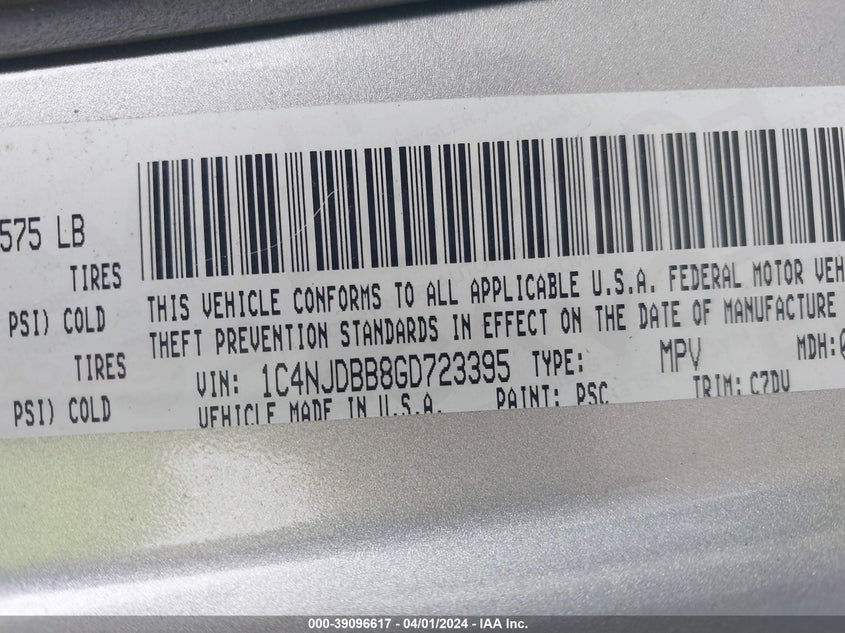 575 LB
TIRES
PSI) COLD
TIRES
PSI) COLD
THIS VEHICLE CONFORMS TO ALL APPLICABLE U.S.A. FEDERAL MOTOR VEH
THEFT PREVENTION STANDARDS IN EFFECT ON THE DATE OF MANUFACTURE
VIN: 1C4NJDBB8GD723395 TYPE: MPV MDH:0
VEHICLE MADE IN U.S.A. PAINT: PSC TRIM: C7DV
000-39096617 - 04/01/2024 - IAA Inc.